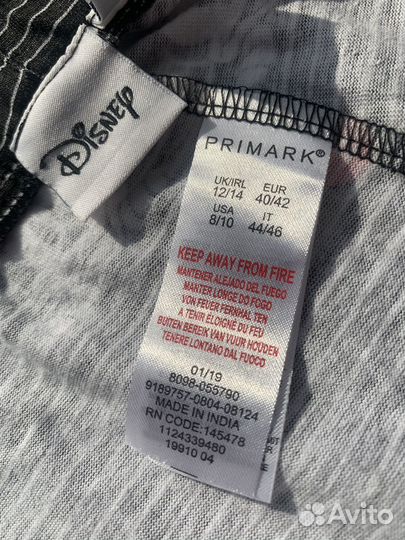 Disney
PRIMARK®
UK/IRL EUR
12/14 40/42
USA IT
8/10 44/46
KEEP AWAY FROM FIRE
MANTENER ALEJADO DEL FUEGO
MANTER LONGE DO FOGO
VON FEUER FERNHALTEN
A TENIR ÉLOIGNÉ DU FEU
BUITEN BEREIK VAN VUUR HOUDEN
TENERE LONTANO DAL FUOCO
01/19
8098-055790
9189757-0804-08124
MADE IN INDIA
RN CODE:145478
1124339480
19910 04
Avito